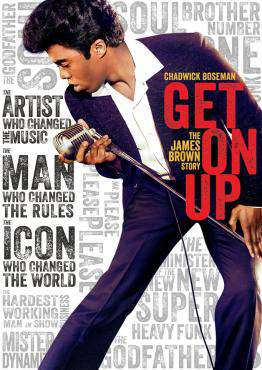 THE GODFATHER
SOUL
SOUL
BROTHER
NUMBER
ONE
CHADWICK BOSEMAN
GET
ON
UP
THE
JAMES
BROWN
STORY
THE
ARTIST
WHO CHANGED
THE MUSIC
THE
MAN
WHO CHANGED
THE RULES
THE
ICON
WHO CHANGED
THE WORLD
PLEASE
PLEASE
THE
HARDEST
WORKING
MAN IN SHOW
BUSINESS
MISTER
DYNAMITE
THE
MINISTER
NEW
NEW
SUPER
HEAVY FUNK
THE
GODFATHER